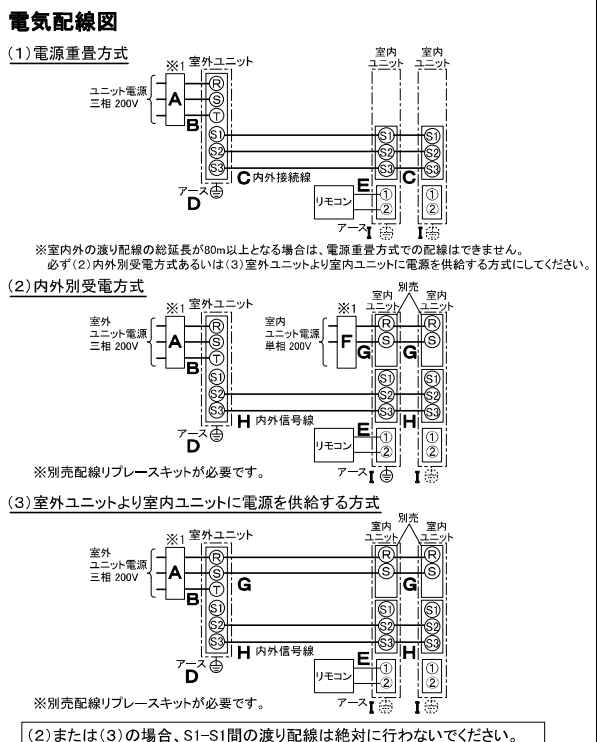 電気配線図
(1)電源重畳方式
※1
室外ユニット
室内
ユニット
室内
ユニット
ユニット電源
三相 200V
A
B
R
S
T
S1
S2
S3
S1
S2
S3
S1
S2
S3
C 内外接続線
C
アース
D
E
リモコン
①
②
①
②
アース I
I
※室内外の渡り配線の総延長が80m以上となる場合は、電源重畳方式での配線はできません。
必ず(2)内外別受電方式あるいは(3)室外ユニットより室内ユニットに電源を供給する方式にしてください。
(2)内外別受電方式
※1
室外ユニット
※1
室内
ユニット
別売
室内
ユニット
室外
ユニット電源
三相 200V
A
B
R
S
T
S1
S2
S3
室内
ユニット電源
単相 200V
F
G
R
S
G
R
S
S1
S2
S3
S1
S2
S3
H 内外信号線
H
アース
D
E
リモコン
①
②
①
②
アース I
I
※別売配線リプレースキットが必要です。
(3)室外ユニットより室内ユニットに電源を供給する方式
※1
室外ユニット
室内
ユニット
別売
室内
ユニット
室外
ユニット電源
三相 200V
A
B
R
S
T
S1
S2
S3
G
R
S
G
R
S
S1
S2
S3
S1
S2
S3
H 内外信号線
H
アース
D
E
リモコン
①
②
①
②
アース I
I
※別売配線リプレースキットが必要です。
(2)または(3)の場合、S1-S1間の渡り配線は絶対に行わないでください。